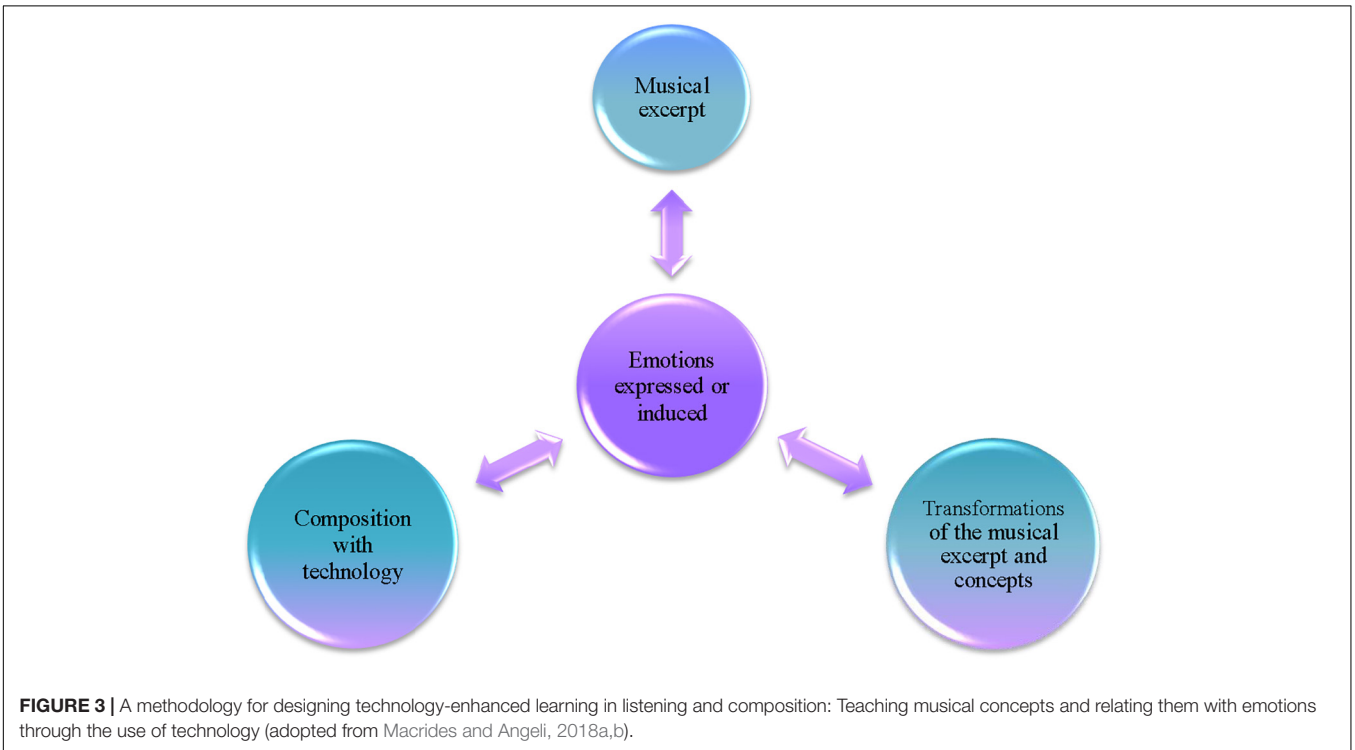 Musical
excerpt
Emotions
expressed or
induced
Composition
with
technology
Transformations
of the musical
excerpt and
concepts
FIGURE 3 | A methodology for designing technology-enhanced learning in listening and composition: Teaching musical concepts and relating them with emotions
through the use of technology (adopted from Macrides and Angeli, 2018a,b).